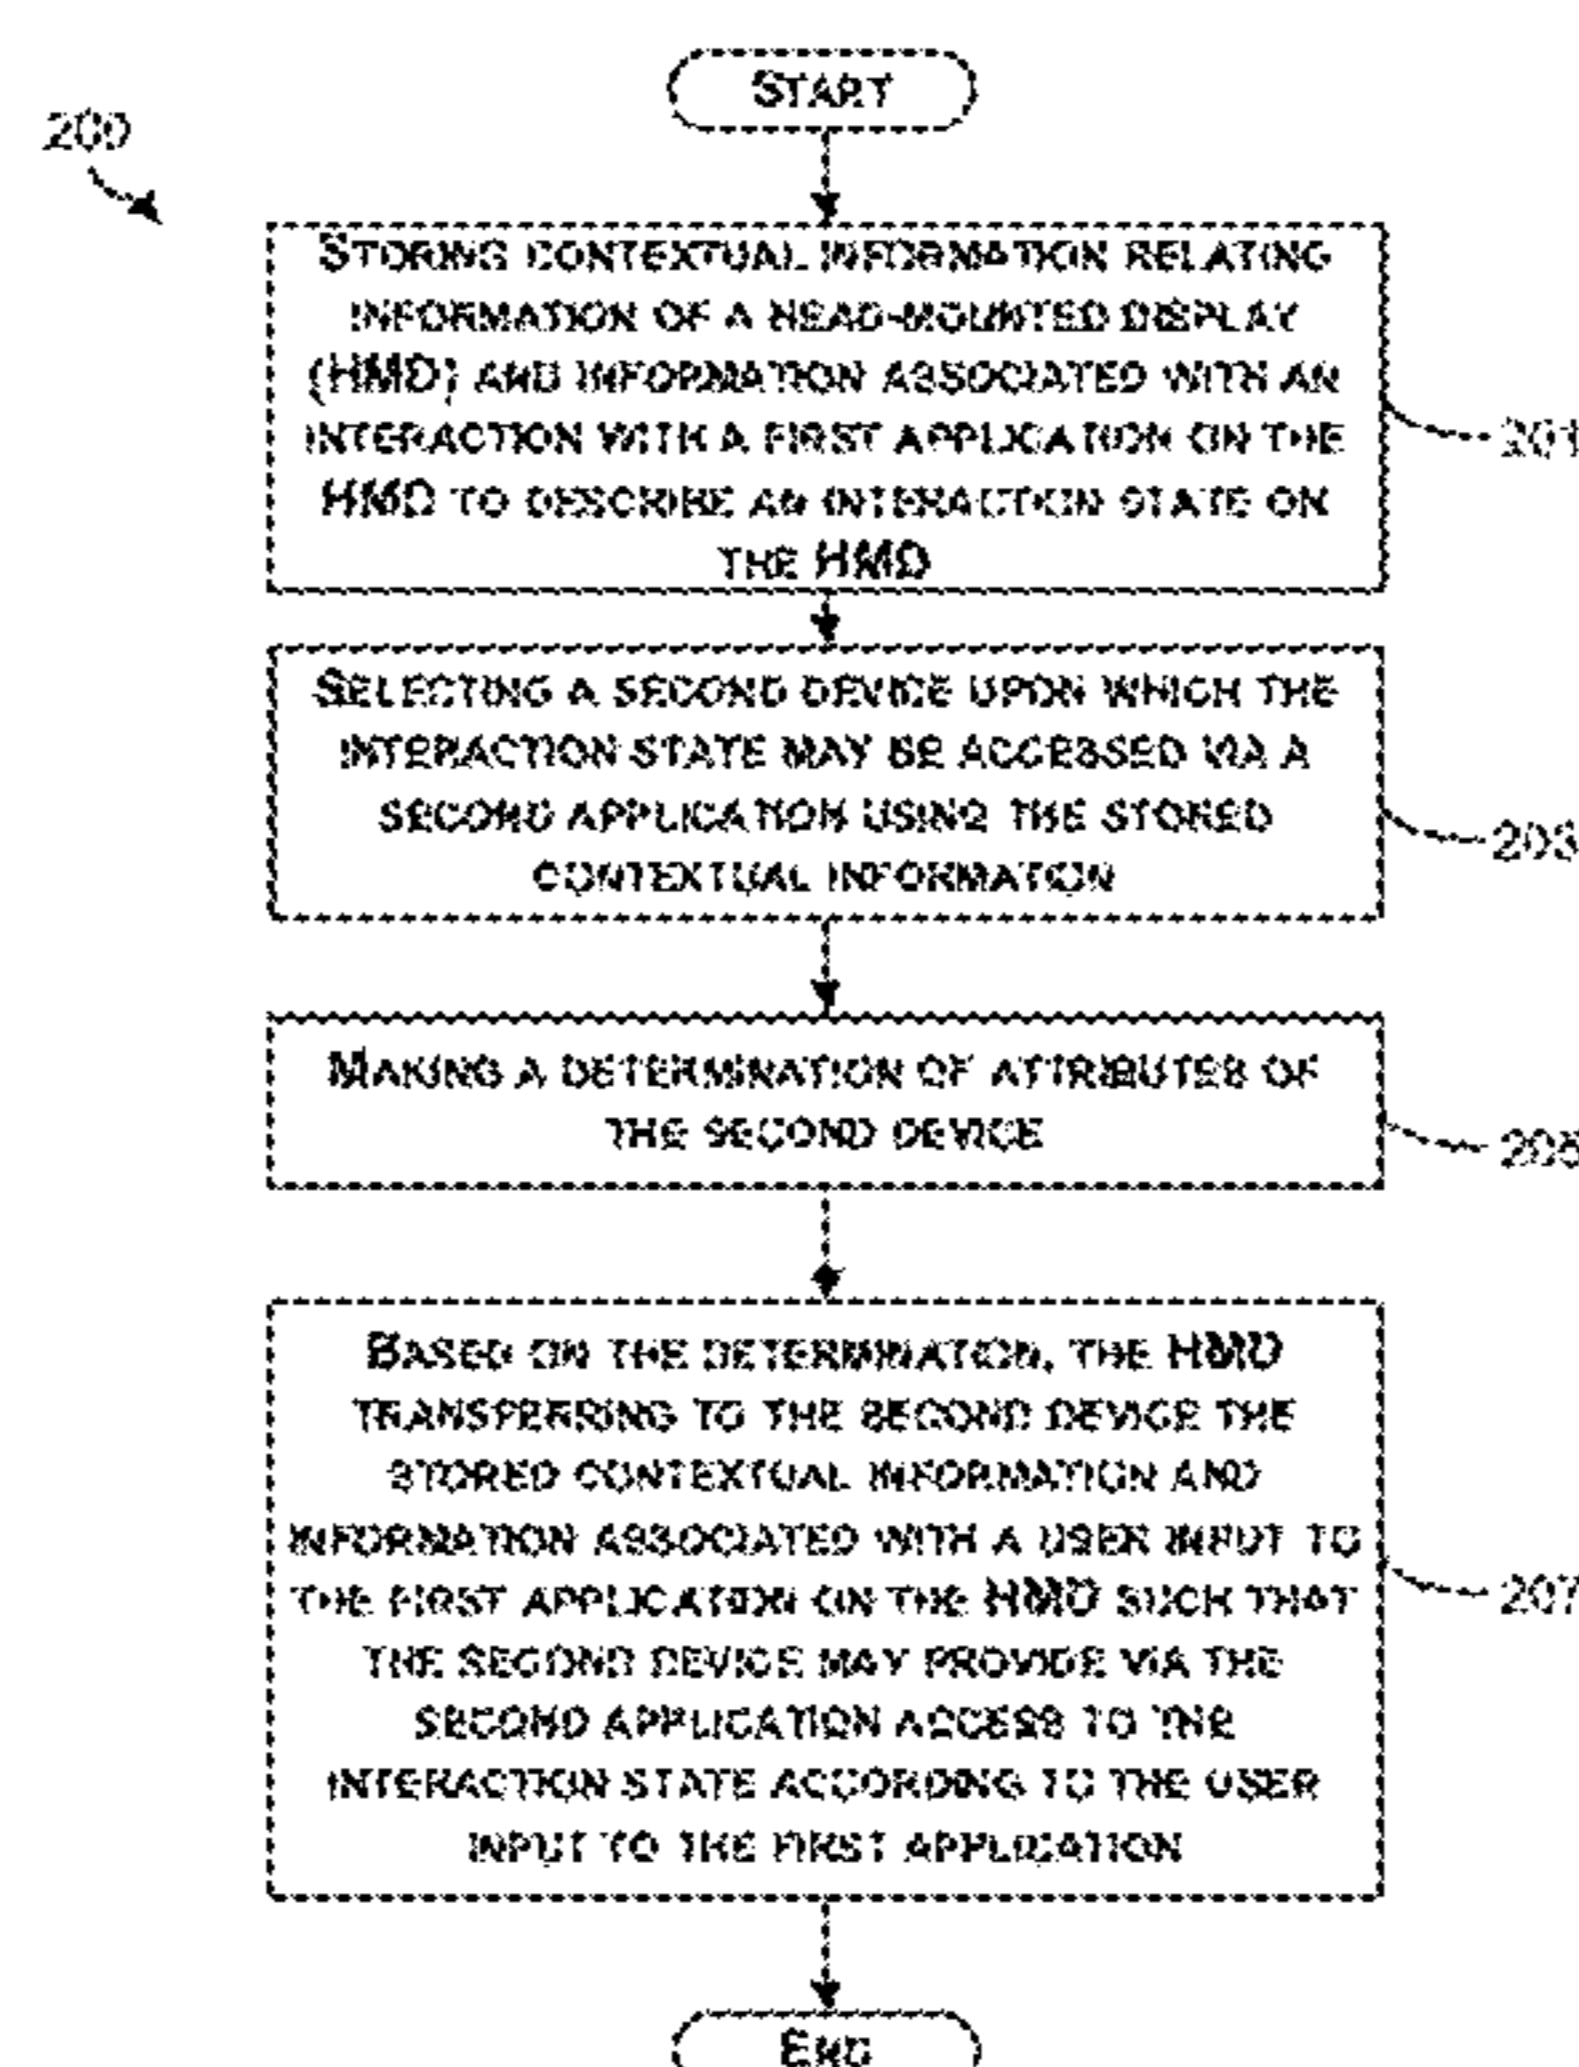 START
200
STORING CONTEXTUAL INFORMATION RELATING
INFORMATION OF A HEAD-MOUNTED DISPLAY
(HMD) AND INFORMATION ASSOCIATED WITH AN
INTERACTION WITH A FIRST APPLICATION ON THE
HMD TO DESCRIBE AN INTERACTION STATE ON
THE HMD
201
SELECTING A SECOND DEVICE UPON WHICH THE
INTERACTION STATE MAY BE ACCESSED VIA A
SECOND APPLICATION USING THE STORED
CONTEXTUAL INFORMATION
203
MAKING A DETERMINATION OF ATTRIBUTES OF
THE SECOND DEVICE
205
BASED ON THE DETERMINATION, THE HMD
TRANSFERRING TO THE SECOND DEVICE THE
STORED CONTEXTUAL INFORMATION AND
INFORMATION ASSOCIATED WITH A USER INPUT TO
THE FIRST APPLICATION ON THE HMD SUCH THAT
THE SECOND DEVICE MAY PROVIDE VIA THE
SECOND APPLICATION ACCESS TO THE
INTERACTION STATE ACCORDING TO THE USER
INPUT TO THE FIRST APPLICATION
207
END